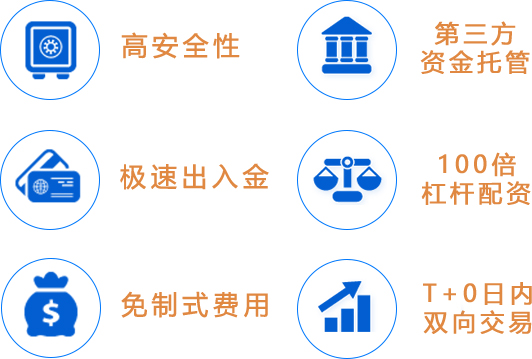 高安全性
第三方
资金托管
极速出入金
100倍
杠杆配资
免制式费用
T+0日内
双向交易